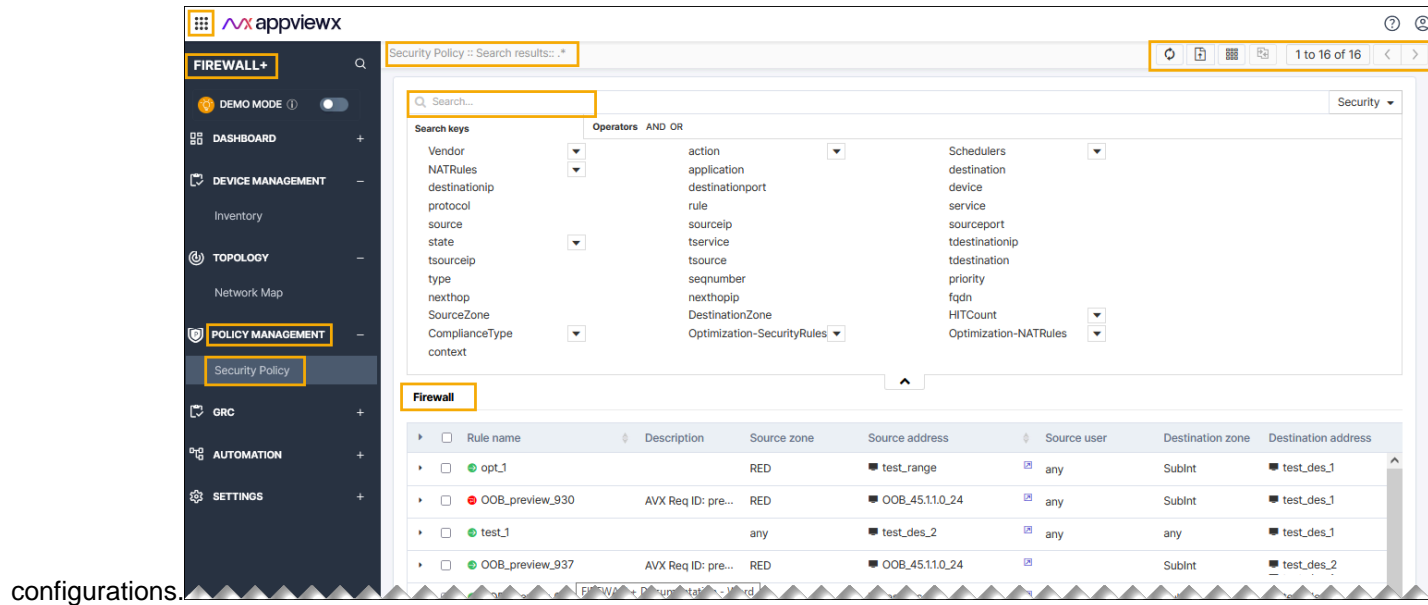 appviewx
FIREWALL+
DEMO MODE
DASHBOARD +
DEVICE MANAGEMENT –
Inventory
TOPOLOGY –
Network Map
POLICY MANAGEMENT –
Security Policy
GRC +
AUTOMATION +
SETTINGS +
Security Policy :: Search results:: .*
1 to 16 of 16
Search...
Security
Search keys
Operators AND OR
Vendor action Schedulers
NATRules application destination
destinationip destinationport device
protocol rule service
source sourceip sourceport
state tservice tdestinationip
tsourceip tsource tdestination
type seqnumber priority
nexthop nexthopip fqdn
SourceZone DestinationZone HITCount
ComplianceType Optimization-SecurityRules Optimization-NATRules
context
Firewall
Rule name Description Source zone Source address Source user Destination zone Destination address
opt_1 RED test_range any SubInt test_des_1
OOB_preview_930 AVX Req ID: pre... RED OOB_45.1.1.0_24 any SubInt test_des_1
test_1 any test_des_2 any any test_des_1
OOB_preview_937 AVX Req ID: pre... RED OOB_45.1.1.0_24 SubInt test_des_2
configurations.